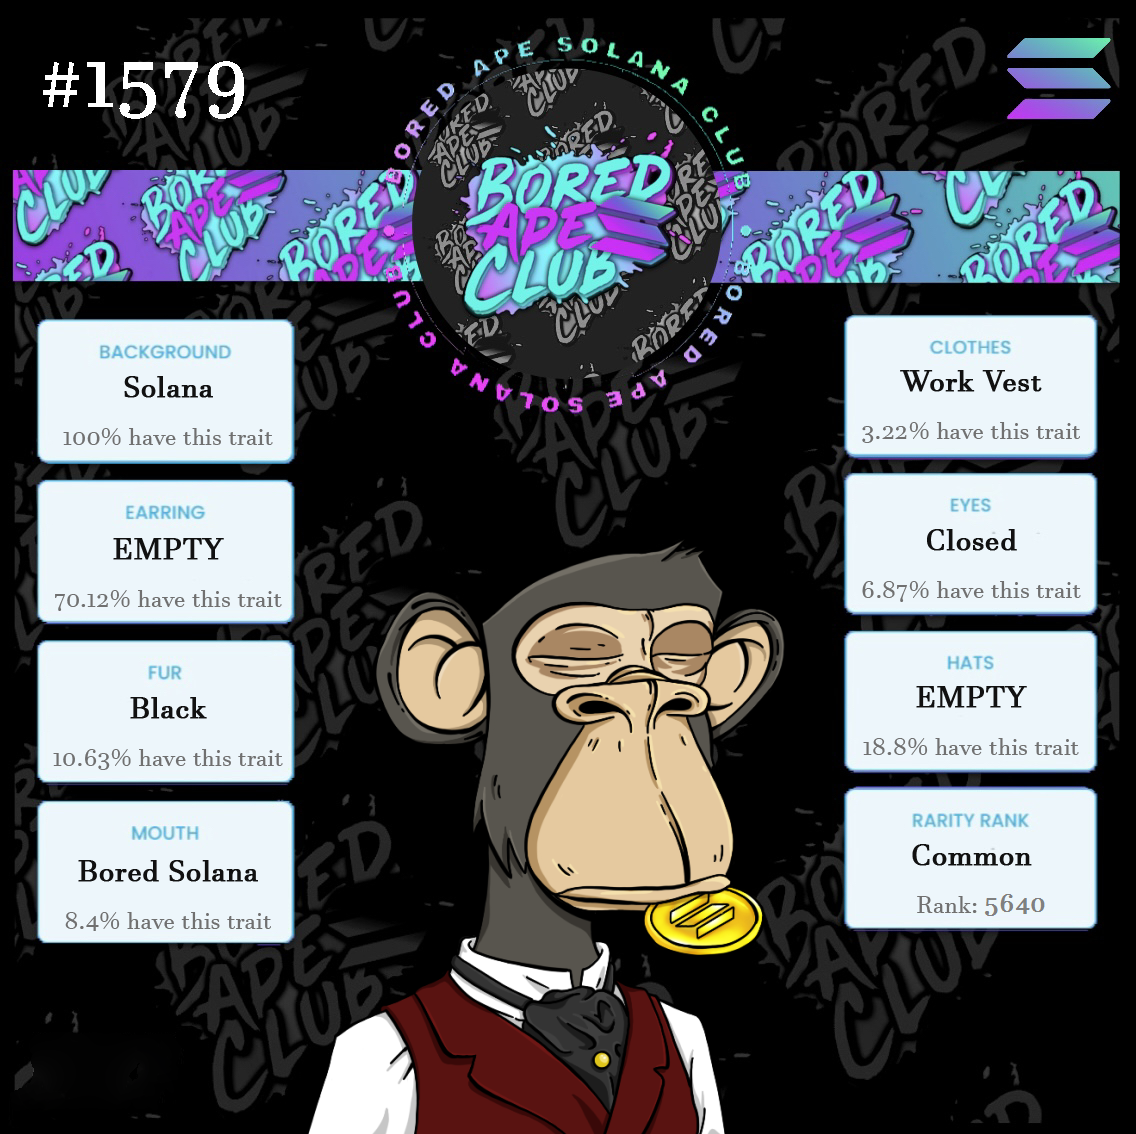 #1579
BORED APE SOLANA CLUB
BORED APE SOLANA CLUB
BORED
APE
CLUB
BACKGROUND
Solana
100% have this trait
EARRING
EMPTY
70.12% have this trait
FUR
Black
10.63% have this trait
MOUTH
Bored Solana
8.4% have this trait
CLOTHES
Work Vest
3.22% have this trait
EYES
Closed
6.87% have this trait
HATS
EMPTY
18.8% have this trait
RARITY RANK
Common
Rank: 5640